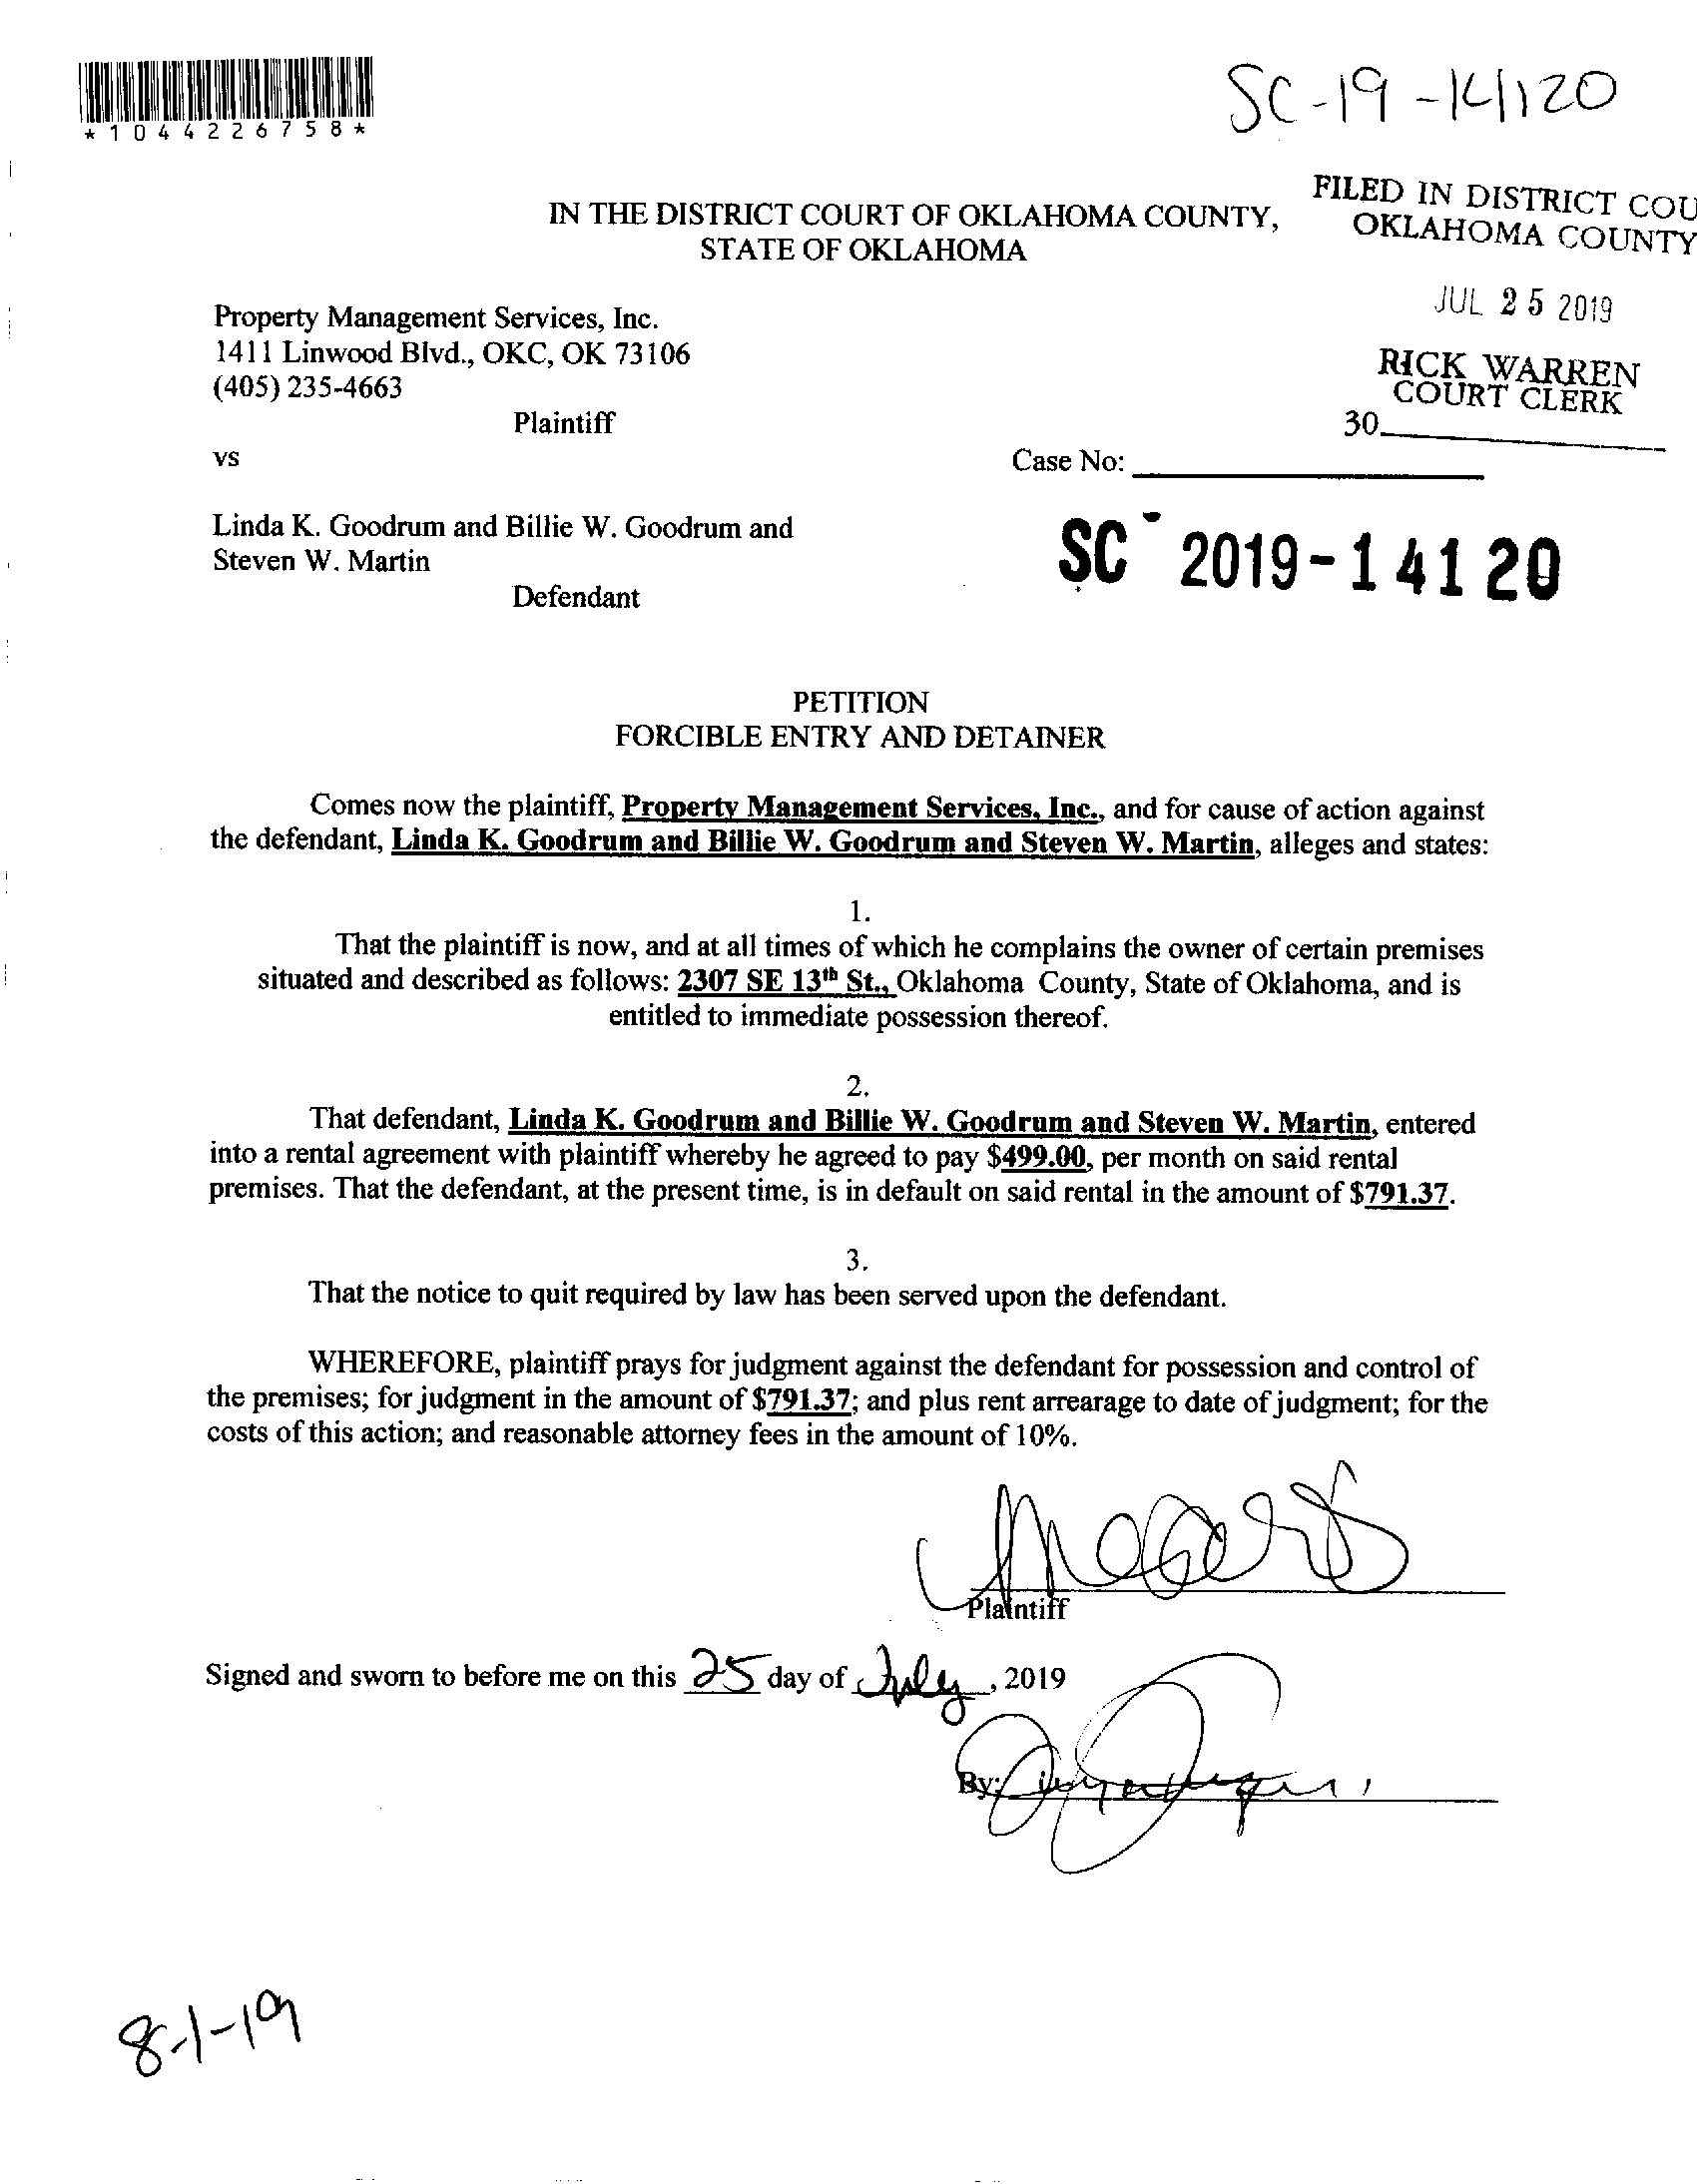 *1044226758*
SC-19-14120
FILED IN DISTRICT COU
OKLAHOMA COUNTY
JUL 25 2019
RICK WARREN
COURT CLERK
30
IN THE DISTRICT COURT OF OKLAHOMA COUNTY,
STATE OF OKLAHOMA
Property Management Services, Inc.
1411 Linwood Blvd., OKC, OK 73106
(405) 235-4663
Plaintiff
vs
Case No:
Linda K. Goodrum and Billie W. Goodrum and
Steven W. Martin
Defendant
SC - 2019-14120
PETITION
FORCIBLE ENTRY AND DETAINER
Comes now the plaintiff, Property Management Services, Inc., and for cause of action against
the defendant, Linda K. Goodrum and Billie W. Goodrum and Steven W. Martin, alleges and states:
1.
That the plaintiff is now, and at all times of which he complains the owner of certain premises
situated and described as follows: 2307 SE 13th St., Oklahoma County, State of Oklahoma, and is
entitled to immediate possession thereof.
2.
That defendant, Linda K. Goodrum and Billie W. Goodrum and Steven W. Martin, entered
into a rental agreement with plaintiff whereby he agreed to pay $499.00, per month on said rental
premises. That the defendant, at the present time, is in default on said rental in the amount of $791.37.
3.
That the notice to quit required by law has been served upon the defendant.
WHEREFORE, plaintiff prays for judgment against the defendant for possession and control of
the premises; for judgment in the amount of $791.37; and plus rent arrearage to date of judgment; for the
costs of this action; and reasonable attorney fees in the amount of 10%.
Plaintiff
Signed and sworn to before me on this 25 day of July, 2019
By:
8-1-19